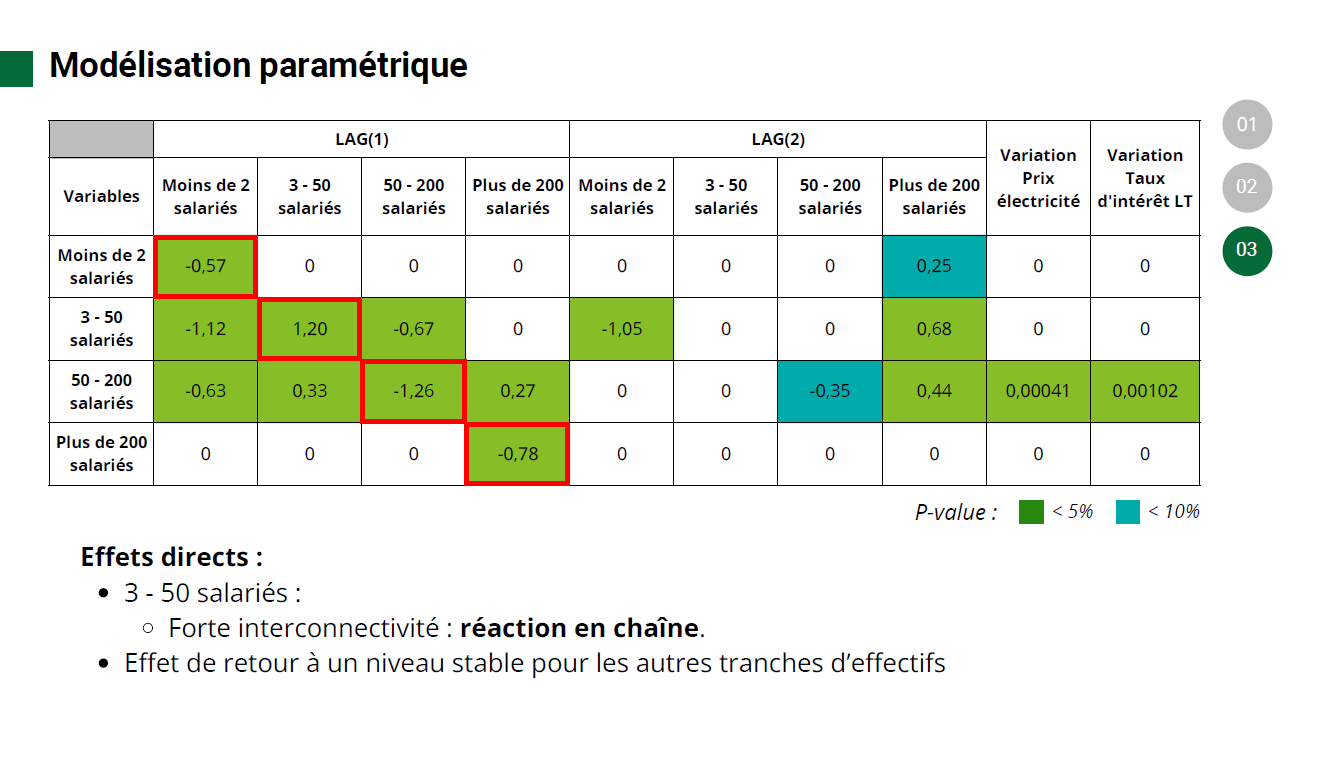 Modélisation paramétrique
01
02
03
LAG(1) LAG(2) Variation Prix électricité Variation Taux d'intérêt LT
Variables Moins de 2 salariés 3 - 50 salariés 50 - 200 salariés Plus de 200 salariés Moins de 2 salariés 3 - 50 salariés 50 - 200 salariés Plus de 200 salariés
Moins de 2 salariés -0,57 0 0 0 0 0 0 0,25 0 0
3 - 50 salariés -1,12 1,20 -0,67 0 -1,05 0 0 0,68 0 0
50 - 200 salariés -0,63 0,33 -1,26 0,27 0 0 -0,35 0,44 0,00041 0,00102
Plus de 200 salariés 0 0 0 -0,78 0 0 0 0 0 0
P-value : < 5% < 10%
Effets directs :
• 3 - 50 salariés :
○ Forte interconnectivité : réaction en chaîne.
• Effet de retour à un niveau stable pour les autres tranches d’effectifs